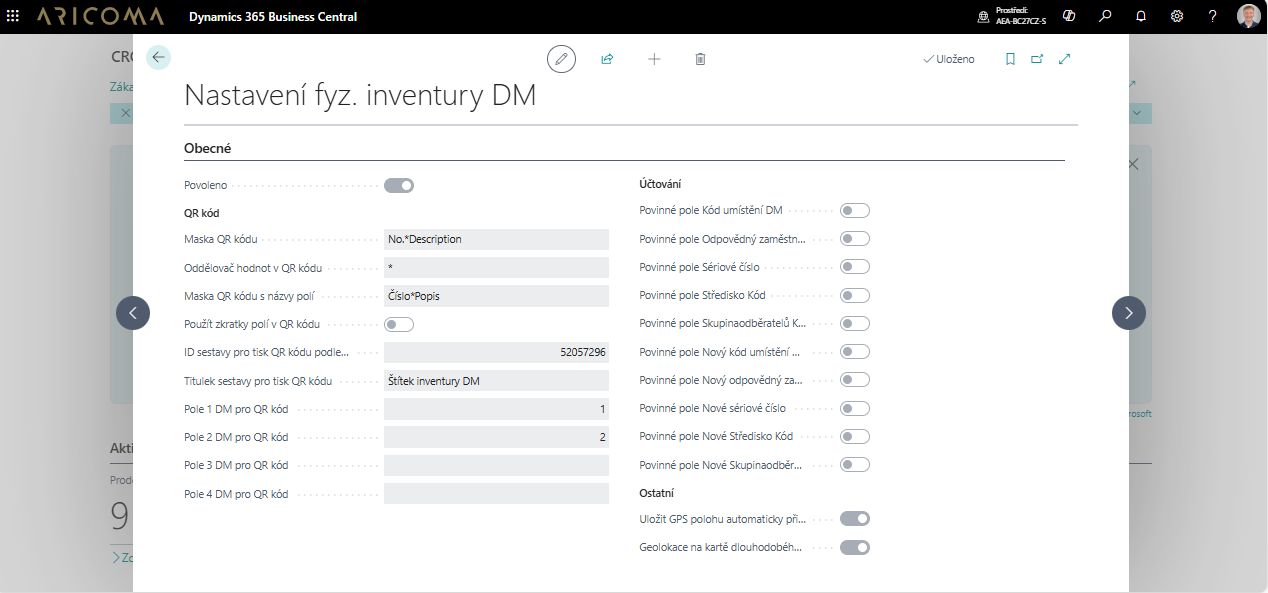 ARICOMA
Dynamics 365 Business Central
Prostředí:
AEA-BC27CZ-S
CRO
Záka
Uloženo
Nastavení fyz. inventury DM
Obecné
Povoleno
QR kód
Maska QR kódu
No.*Description
Oddělovač hodnot v QR kódu
*
Maska QR kódu s názvy polí
Číslo*Popis
Použít zkratky polí v QR kódu
ID sestavy pro tisk QR kódu podle...
52057296
Titulek sestavy pro tisk QR kódu
Štítek inventury DM
Pole 1 DM pro QR kód
1
Pole 2 DM pro QR kód
2
Pole 3 DM pro QR kód
Pole 4 DM pro QR kód
Účtování
Povinné pole Kód umístění DM
Povinné pole Odpovědný zaměstn...
Povinné pole Sériové číslo
Povinné pole Středisko Kód
Povinné pole Skupinaodběratelů K...
Povinné pole Nový kód umístění ...
Povinné pole Nový odpovědný za...
Povinné pole Nové sériové číslo
Povinné pole Nové Středisko Kód
Povinné pole Nové Skupinaodběr...
Ostatní
Uložit GPS polohu automaticky při...
Geolokace na kartě dlouhodobéh...
rosoft
Akti
Prode
9
Zo